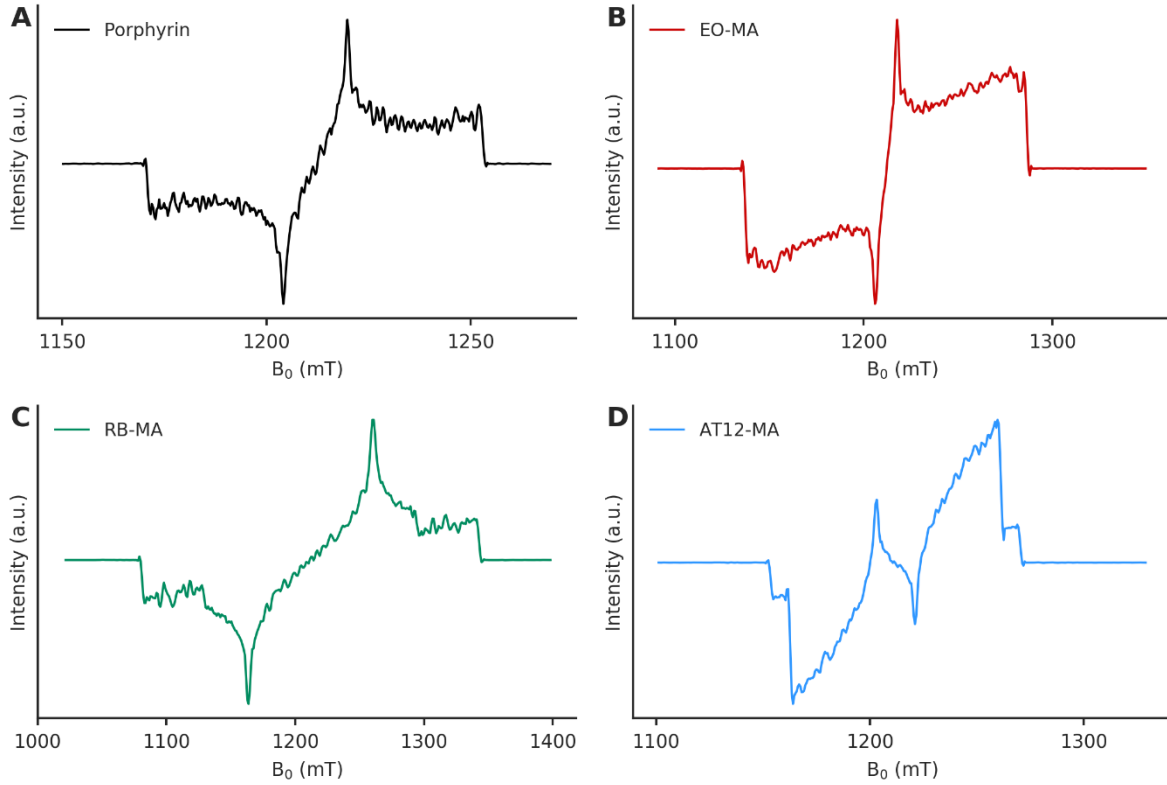 A
Porphyrin
Intensity (a.u.)
1150
1200
1250
B₀ (mT)
B
EO-MA
Intensity (a.u.)
1100
1200
1300
B₀ (mT)
C
RB-MA
Intensity (a.u.)
1000
1100
1200
1300
1400
B₀ (mT)
D
AT12-MA
Intensity (a.u.)
1100
1200
1300
B₀ (mT)